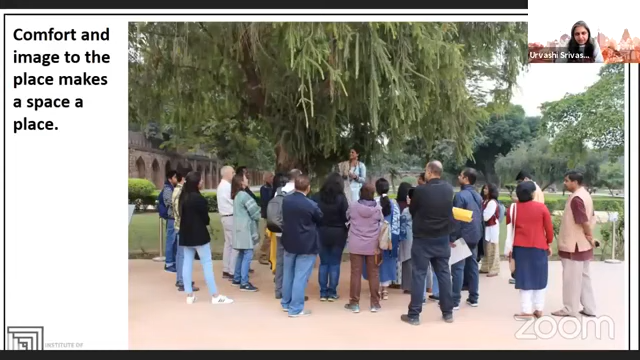 Comfort and
image to the
place makes
a space a
place.
Urvashi Srivas...
INSTITUTE OF
zoom